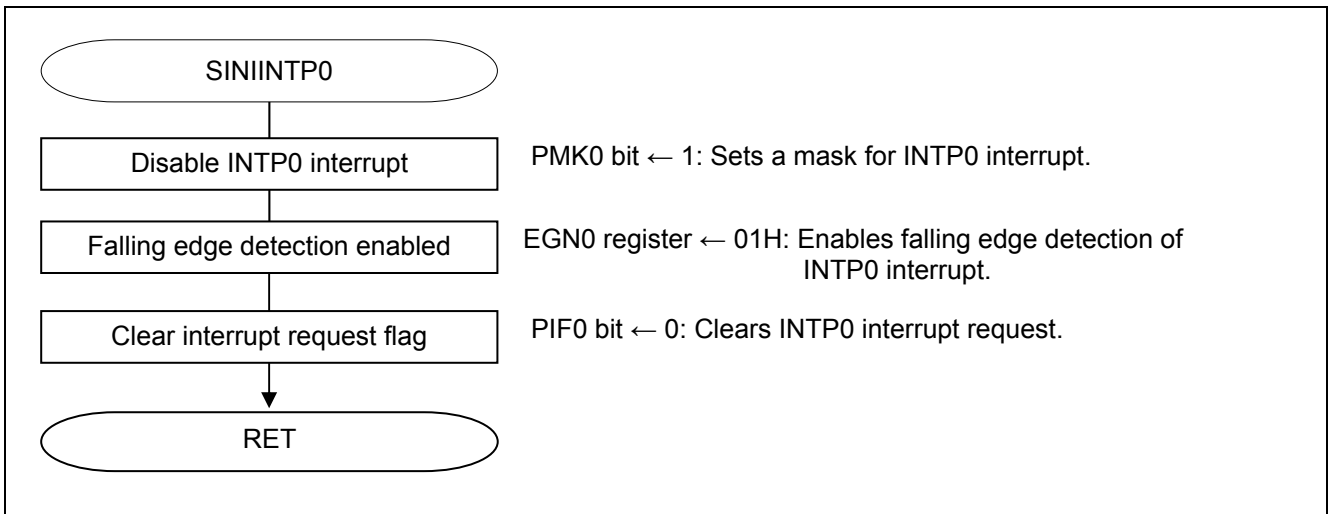 SINIINTP0
Disable INTP0 interrupt
PMK0 bit ← 1: Sets a mask for INTP0 interrupt.
Falling edge detection enabled
EGN0 register ← 01H: Enables falling edge detection of
INTP0 interrupt.
Clear interrupt request flag
PIF0 bit ← 0: Clears INTP0 interrupt request.
RET